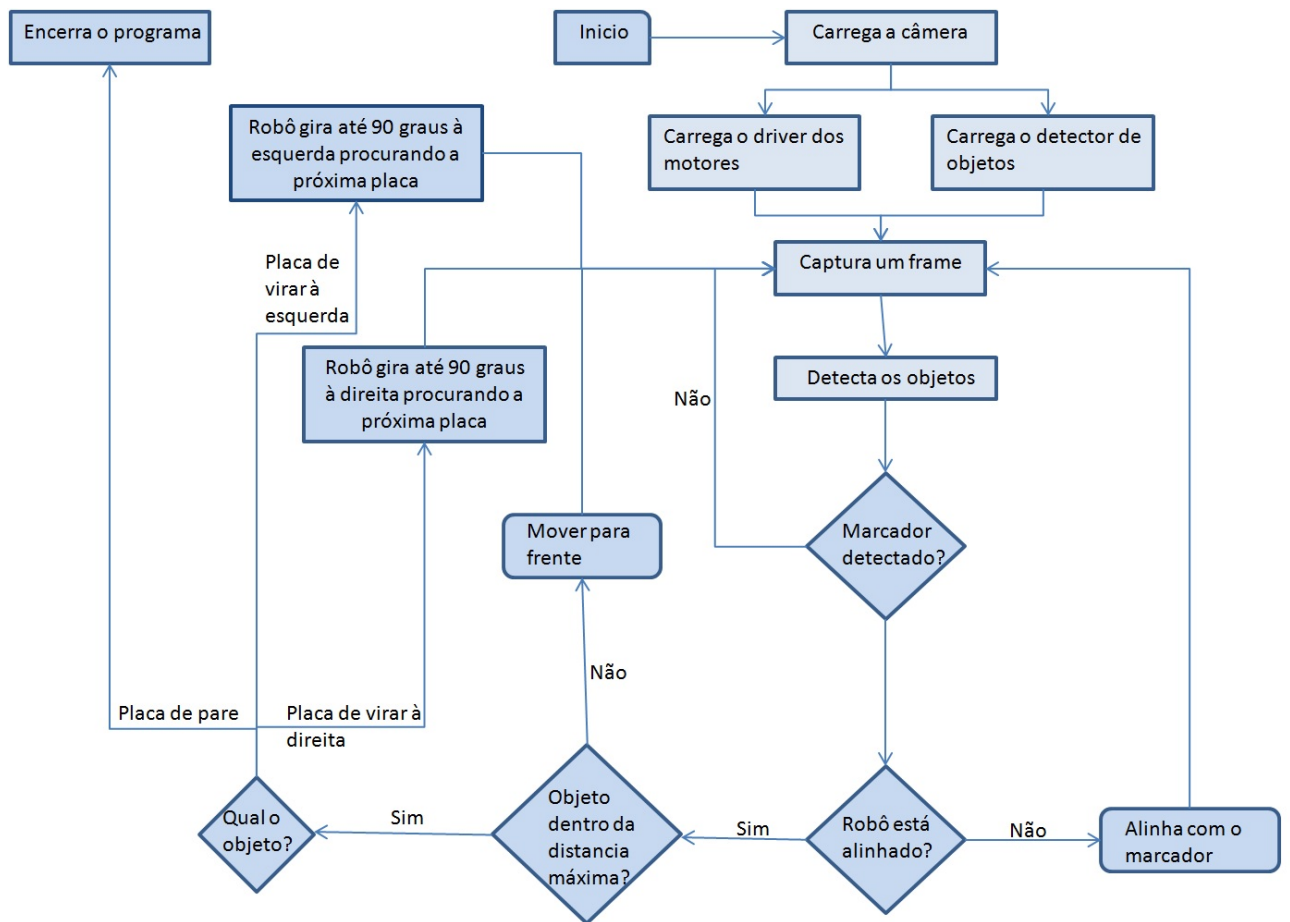 Encerra o programa
Inicio
Carrega a câmera
Robô gira até 90 graus à
esquerda procurando a
próxima placa
Carrega o driver dos
motores
Carrega o detector de
objetos
Placa de
virar à
esquerda
Captura um frame
Robô gira até 90 graus
à direita procurando a
próxima placa
Não
Detecta os objetos
Mover para
frente
Marcador
detectado?
Não
Placa de pare
Placa de virar à
direita
Qual o
objeto?
Sim
Objeto
dentro da
distancia
máxima?
Sim
Robô está
alinhado?
Não
Alinha com o
marcador